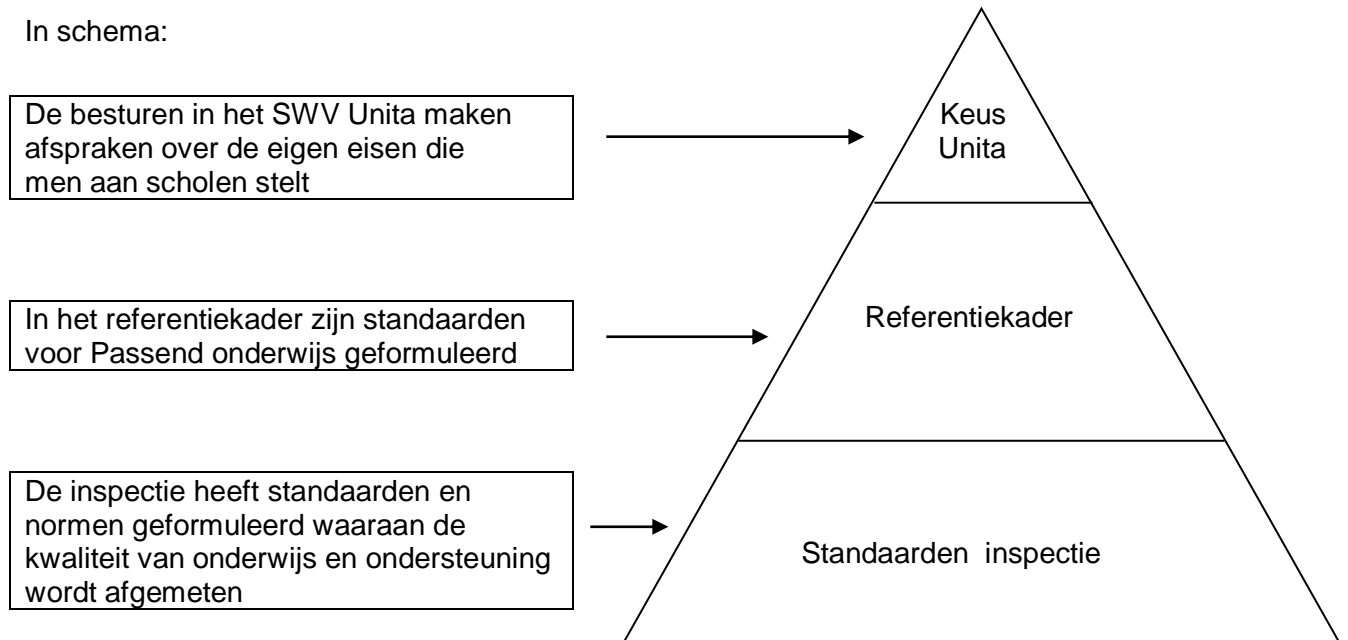 In schema:
De besturen in het SWV Unita maken
afspraken over de eigen eisen die
men aan scholen stelt
Keus
Unita
In het referentiekader zijn standaarden
voor Passend onderwijs geformuleerd
Referentiekader
De inspectie heeft standaarden en
normen geformuleerd waaraan de
kwaliteit van onderwijs en ondersteuning
wordt afgemeten
Standaarden inspectie